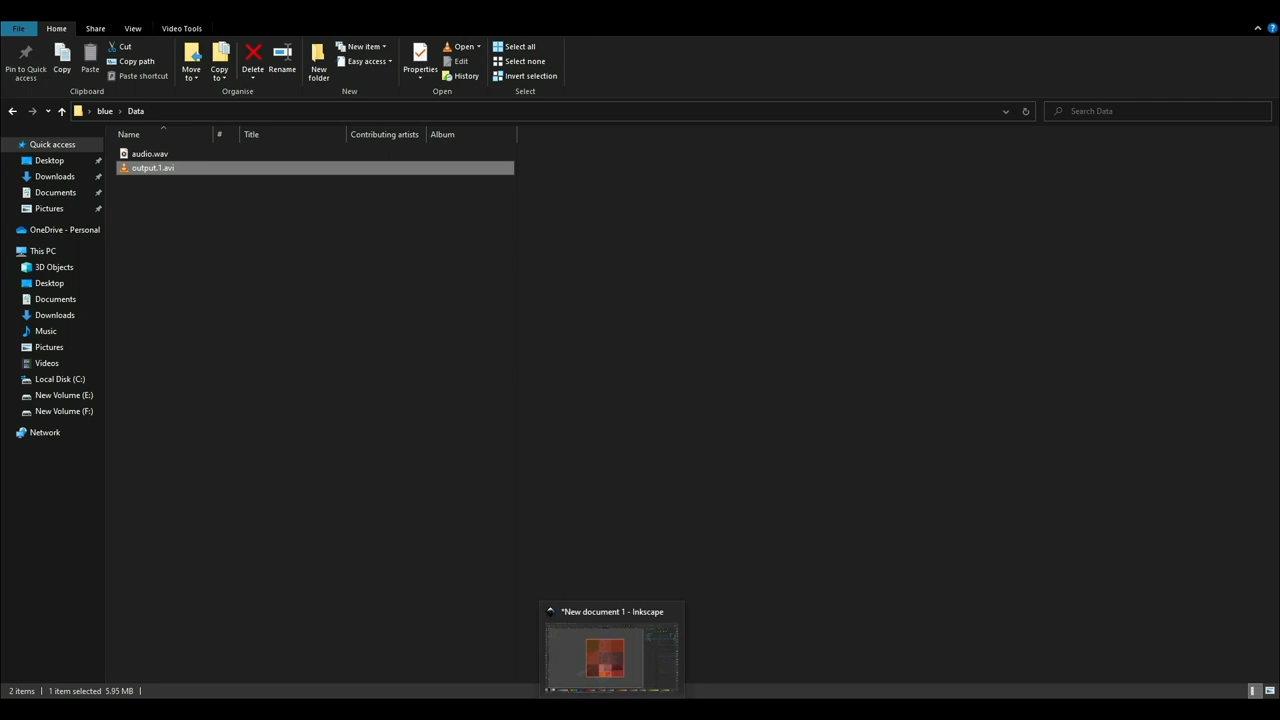 File Home Share View Video Tools
Pin to Quick access
Copy
Paste
Cut
Copy path
Paste shortcut
Clipboard
Move to
Copy to
Delete
Rename
Organise
New folder
New item
Easy access
New
Properties
Open
Edit
History
Open
Select all
Select none
Invert selection
Select
blue > Data
Search Data
Name # Title Contributing artists Album
audio.wav
output.1.avi
Quick access
Desktop
Downloads
Documents
Pictures
OneDrive - Personal
This PC
3D Objects
Desktop
Documents
Downloads
Music
Pictures
Videos
Local Disk (C:)
New Volume (E:)
New Volume (F:)
Network
*New document 1 - Inkscape
2 items 1 item selected 5.95 MB